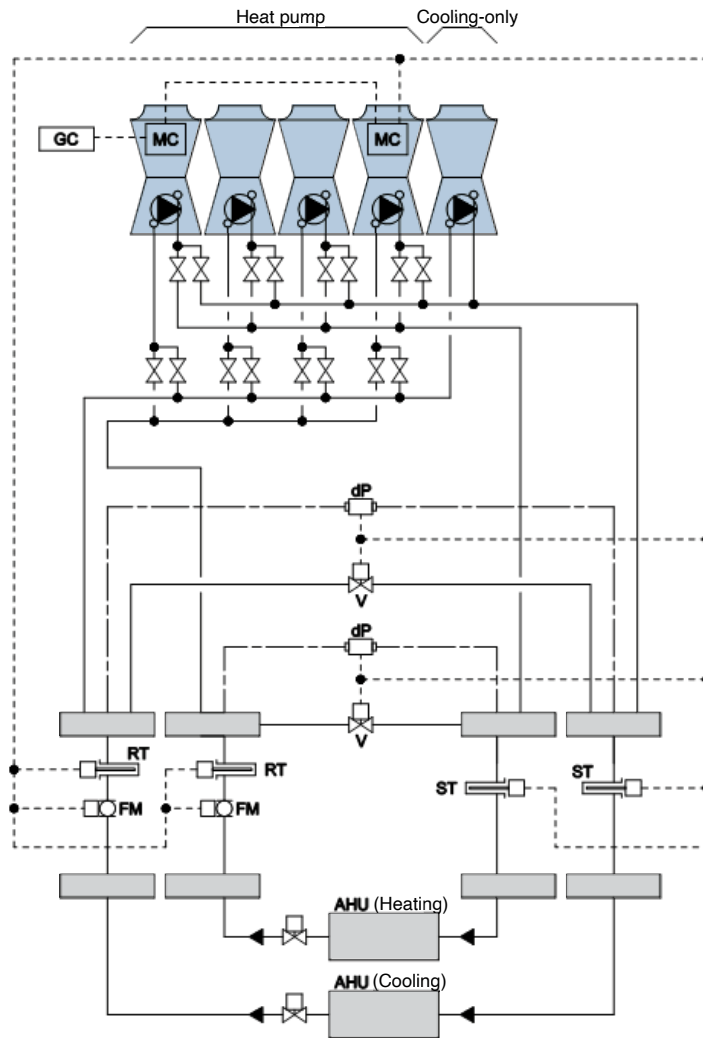 Heat pump
Cooling-only
GC
MC
MC
dP
V
dP
V
RT
RT
ST
ST
FM
FM
AHU (Heating)
AHU (Cooling)